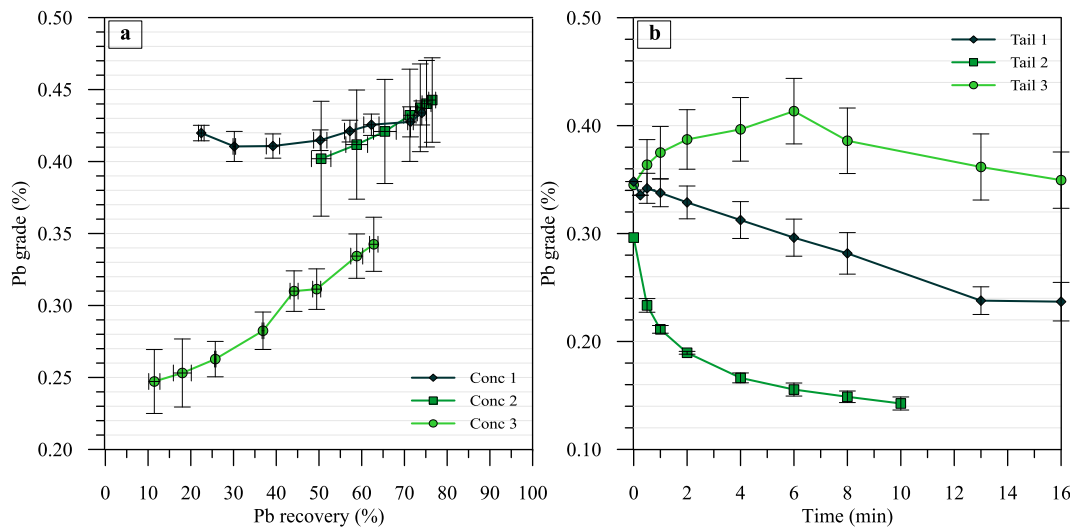 a
0.50
0.45
0.40
0.35
0.30
0.25
0.20
Pb grade (%)
Conc 1
Conc 2
Conc 3
0 10 20 30 40 50 60 70 80 90 100
Pb recovery (%)
b
0.50
0.40
0.30
0.20
0.10
Pb grade (%)
Tail 1
Tail 2
Tail 3
0 2 4 6 8 10 12 14 16
Time (min)